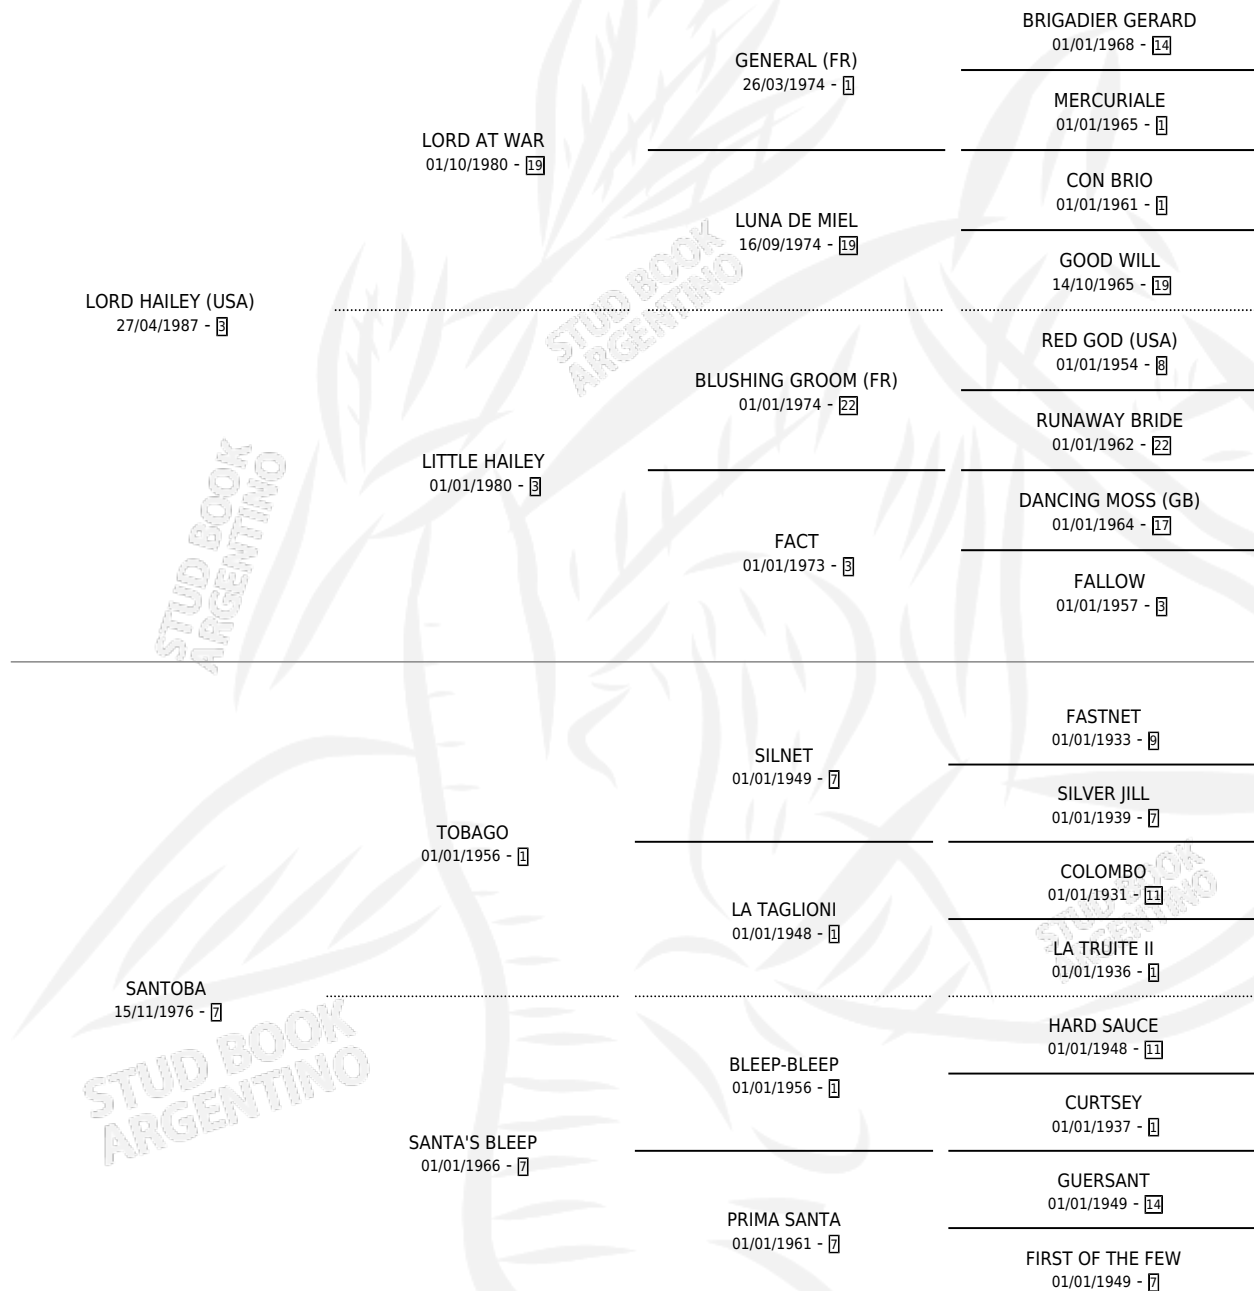 BRIGADIER GERARD
01/01/1968 - 14
GENERAL (FR)
26/03/1974 - 1
MERCURIALE
01/01/1965 - 1
LORD AT WAR
01/10/1980 - 19
CON BRIO
01/01/1961 - 1
LUNA DE MIEL
16/09/1974 - 19
GOOD WILL
14/10/1965 - 19
LORD HAILEY (USA)
27/04/1987 - 3
RED GOD (USA)
01/01/1954 - 8
BLUSHING GROOM (FR)
01/01/1974 - 22
RUNAWAY BRIDE
01/01/1962 - 22
LITTLE HAILEY
01/01/1980 - 3
DANCING MOSS (GB)
01/01/1964 - 17
FACT
01/01/1973 - 3
FALLOW
01/01/1957 - 3
STUD BOOK
ARGENTINO
STUD BOOK
ARGENTINO
FASTNET
01/01/1933 - 9
SILNET
01/01/1949 - 7
SILVER JILL
01/01/1939 - 7
TOBAGO
01/01/1956 - 1
COLOMBO
01/01/1931 - 11
LA TAGLIONI
01/01/1948 - 1
LA TRUITE II
01/01/1936 - 1
STUD BOOK
ARGENTINO
SANTOBA
15/11/1976 - 7
HARD SAUCE
01/01/1948 - 11
BLEEP-BLEEP
01/01/1956 - 1
CURTSEY
01/01/1937 - 1
STUD BOOK
ARGENTINO
SANTA'S BLEEP
01/01/1966 - 7
GUERSANT
01/01/1949 - 14
PRIMA SANTA
01/01/1961 - 7
FIRST OF THE FEW
01/01/1949 - 7